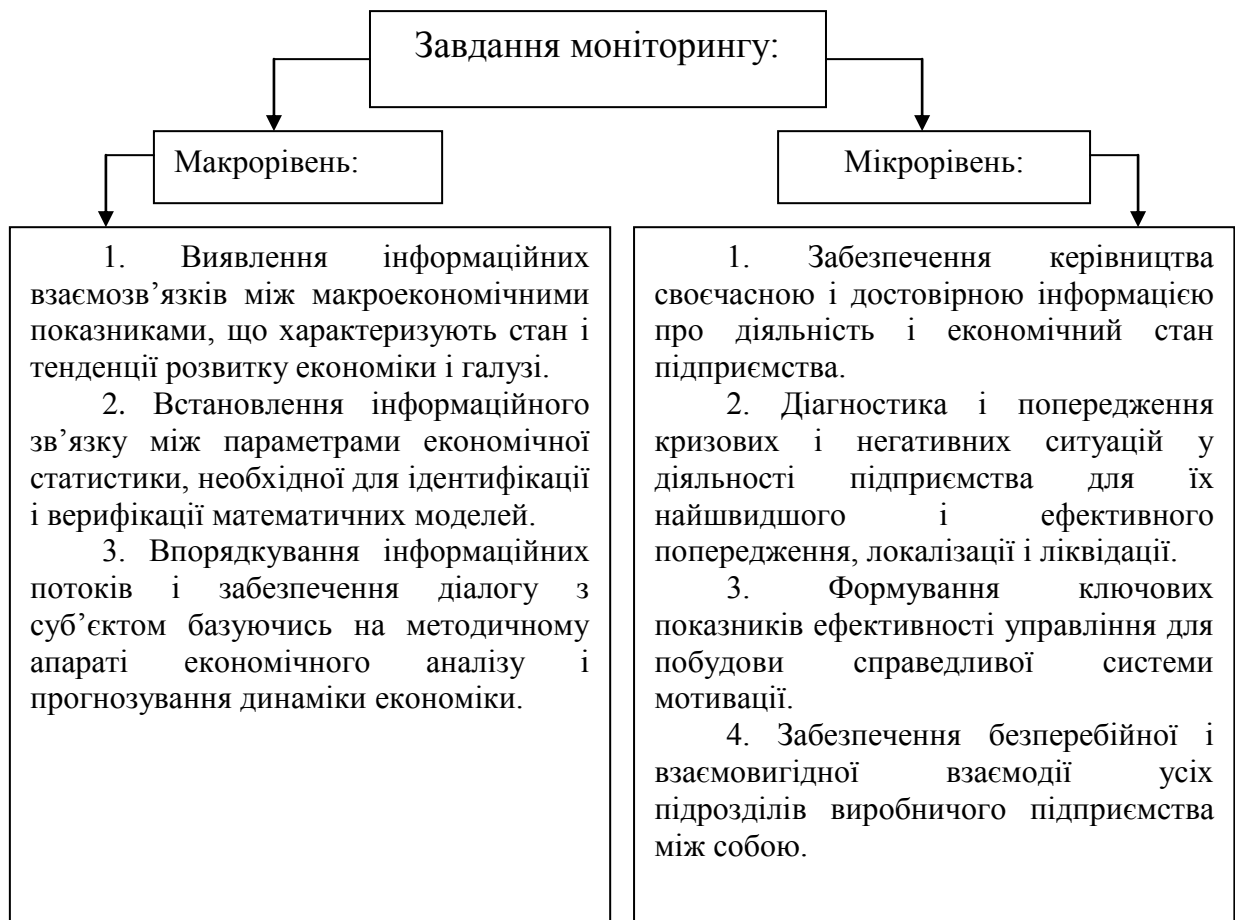 Завдання моніторингу:
Макрорівень:
Мікрорівень:
1. Виявлення інформаційних
взаємозв’язків між макроекономічними
показниками, що характеризують стан і
тенденції розвитку економіки і галузі.
2. Встановлення інформаційного
зв’язку між параметрами економічної
статистики, необхідної для ідентифікації
і верифікації математичних моделей.
3. Впорядкування інформаційних
потоків і забезпечення діалогу з
суб’єктом базуючись на методичному
апараті економічного аналізу і
прогнозування динаміки економіки.
1. Забезпечення керівництва
своєчасною і достовірною інформацією
про діяльність і економічний стан
підприємства.
2. Діагностика і попередження
кризових і негативних ситуацій у
діяльності підприємства для їх
найшвидшого і ефективного
попередження, локалізації і ліквідації.
3. Формування ключових
показників ефективності управління для
побудови справедливої системи
мотивації.
4. Забезпечення безперебійної і
взаємовигідної взаємодії усіх
підрозділів виробничого підприємства
між собою.